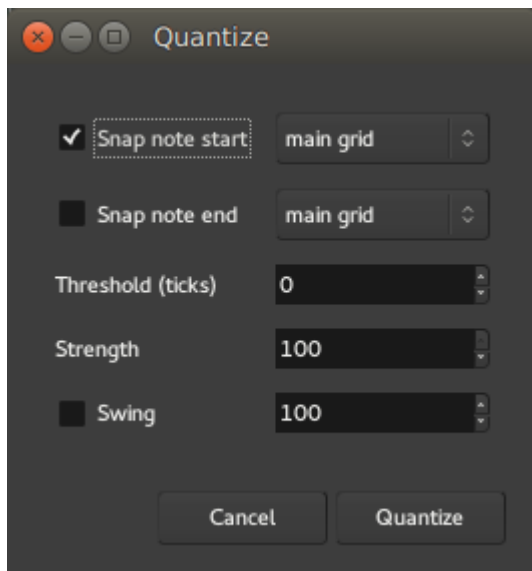 Quantize
Snap note start main grid
Snap note end main grid
Threshold (ticks) 0
Strength 100
Swing 100
Cancel Quantize